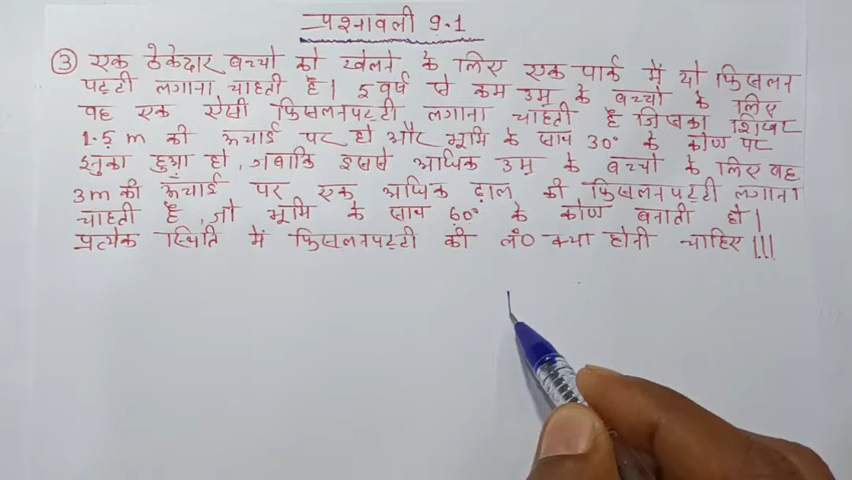 प्रश्नावली 9.1
③ एक ठेकेदार बच्चो को खेलने के लिए एक पार्क में दो फिसलन
पट्टी लगाना चाहती है। 5 वर्ष से कम उम्र के बच्चो के लिए
वह एक ऐसी फिसलनपट्टी लगाना चाहती है जिसका शिखर
1.5 m की ऊंचाई पर हो और भूमि के साथ 30° के कोण पर
झुका हुआ हो, जबकि इससे अधिक उम्र के बच्चो के लिए वह
3m की ऊंचाई पर एक अधिक ढ़ाल की फिसलनपट्टी लगाना
चाहती है, जो भूमि के साथ 60° के कोण बनाती हो।
प्रत्येक स्थिति में फिसलनपट्टी की लं० क्या होनी चाहिए!!!